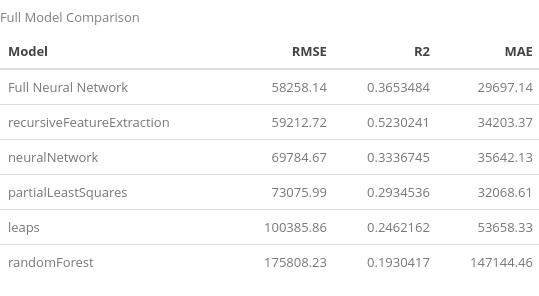 Full Model Comparison
Model RMSE R2 MAE
Full Neural Network 58258.14 0.3653484 29697.14
recursiveFeatureExtraction 59212.72 0.5230241 34203.37
neuralNetwork 69784.67 0.3336745 35642.13
partialLeastSquares 73075.99 0.2934536 32068.61
leaps 100385.86 0.2462162 53658.33
randomForest 175808.23 0.1930417 147144.46